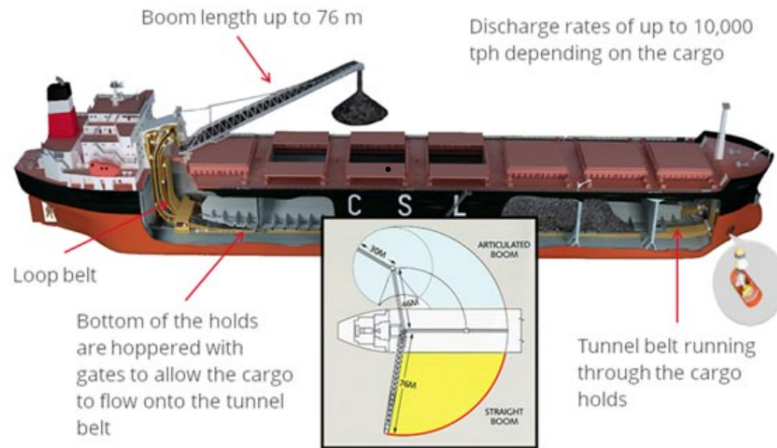 Boom length up to 76 m
Discharge rates of up to 10,000
tph depending on the cargo
C S L
Loop belt
Bottom of the holds
are hoppered with
gates to allow the cargo
to flow onto the tunnel
belt
30M
ARTICULATED
BOOM
46M
76M
STRAIGHT
BOOM
Tunnel belt running
through the cargo
holds